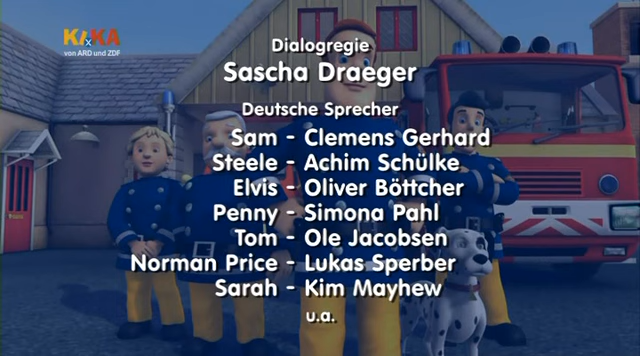 KiKA
von ARD und ZDF
Dialogregie
Sascha Draeger
Deutsche Sprecher
Sam - Clemens Gerhard
Steele - Achim Schülke
Elvis - Oliver Böttcher
Penny - Simona Pahl
Tom - Ole Jacobsen
Norman Price - Lukas Sperber
Sarah - Kim Mayhew
u.a.